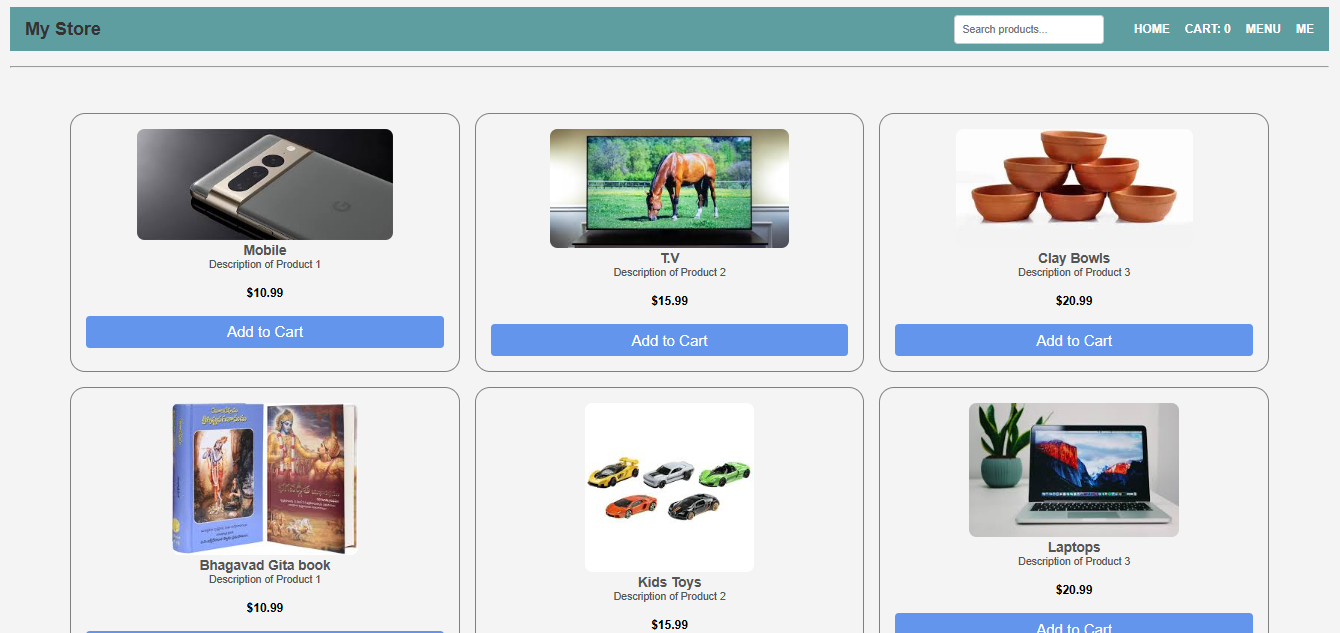 My Store
Search products...
HOME CART: 0 MENU ME
Mobile
Description of Product 1
$10.99
Add to Cart
T.V
Description of Product 2
$15.99
Add to Cart
Clay Bowls
Description of Product 3
$20.99
Add to Cart
Bhagavad Gita book
Description of Product 1
$10.99
Kids Toys
Description of Product 2
$15.99
Laptops
Description of Product 3
$20.99
Add to Cart